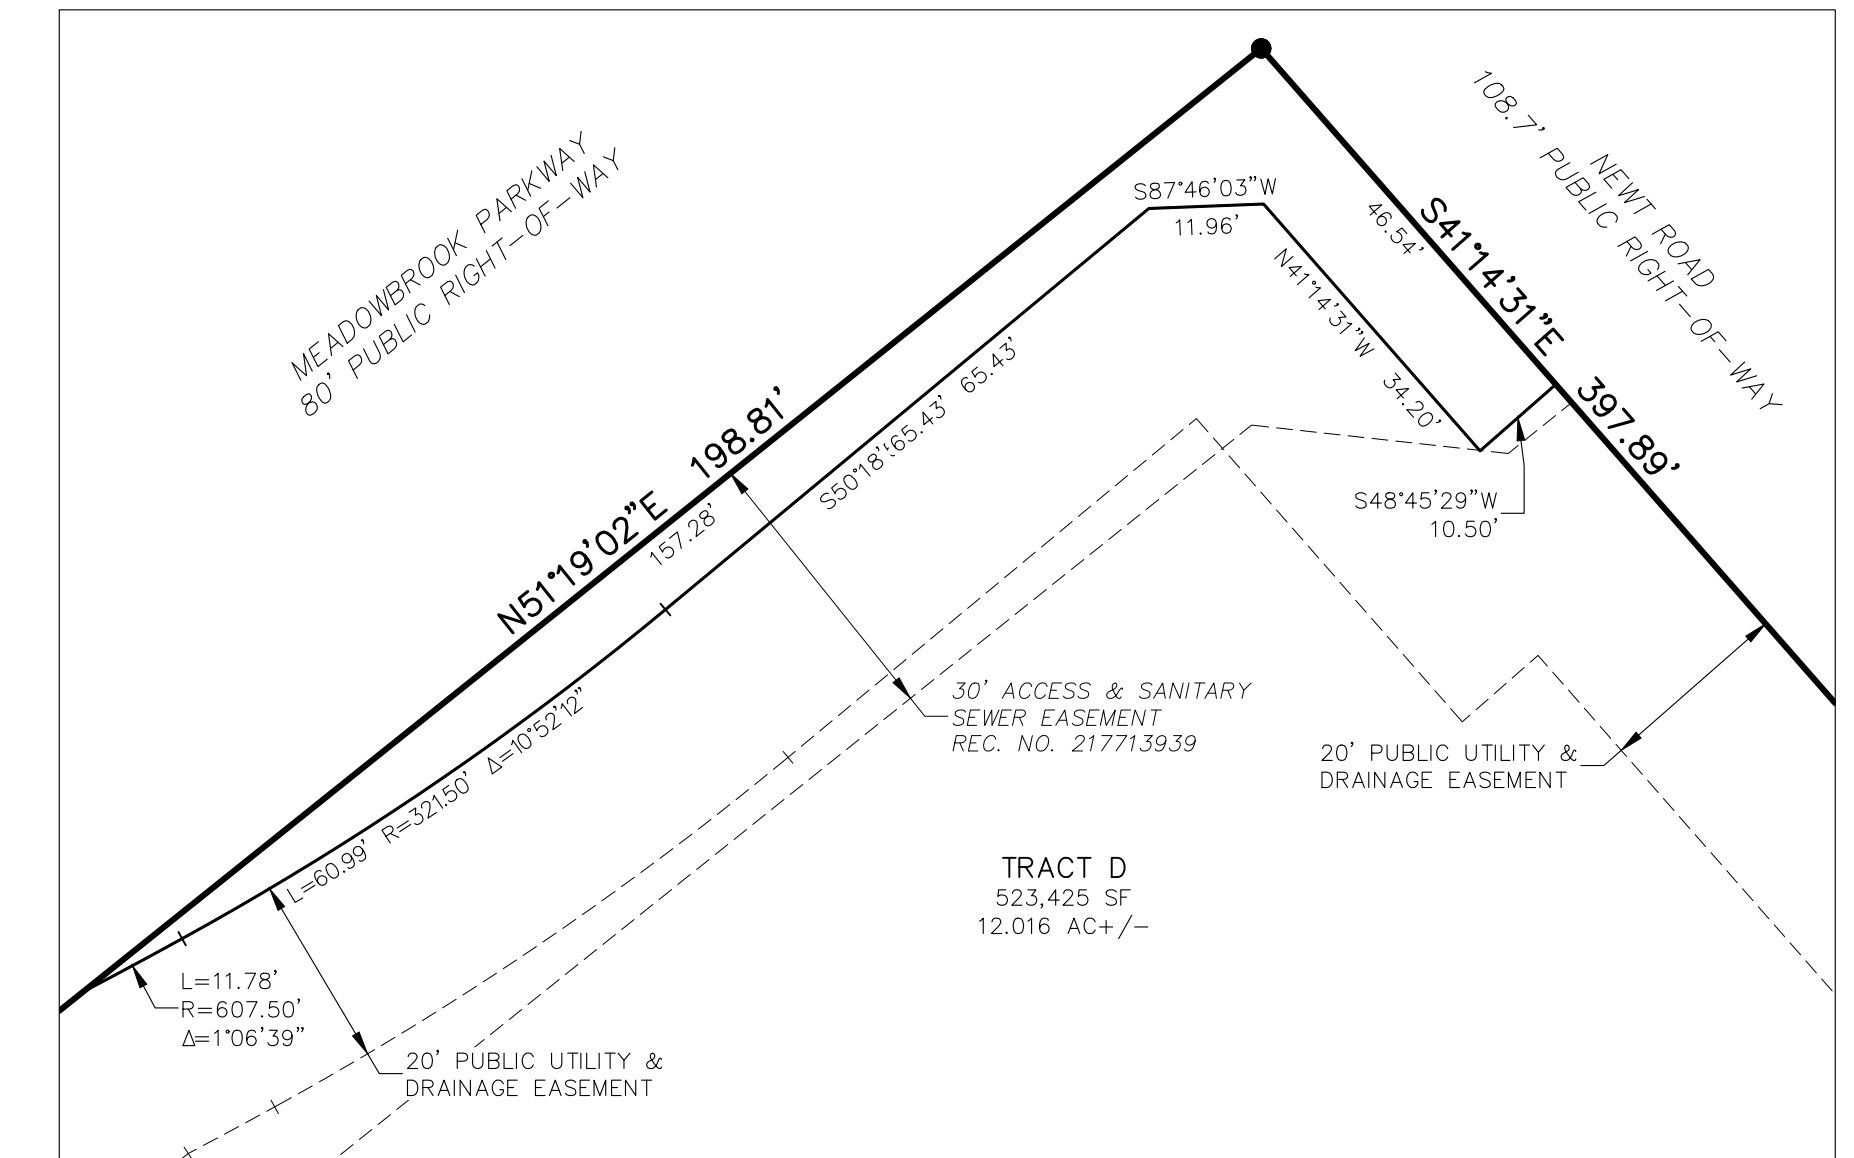 108.7' PUBLIC RIGHT-OF-WAY
NEWT ROAD
MEADOWBROOK PARKWAY
80' PUBLIC RIGHT-OF-WAY
S87°46'03"W
11.96'
46.54'
S41°14'31"E 397.89'
N41°14'31"W 34.20'
N51°19'02"E 198.81'
157.28'
S50°18' 65.43' 65.43'
S48°45'29"W
10.50'
30' ACCESS & SANITARY
SEWER EASEMENT
REC. NO. 217713939
20' PUBLIC UTILITY &
DRAINAGE EASEMENT
L=60.99' R=321.50' Δ=10°52'12"
TRACT D
523,425 SF
12.016 AC+/-
L=11.78'
R=607.50'
Δ=1°06'39"
20' PUBLIC UTILITY &
DRAINAGE EASEMENT